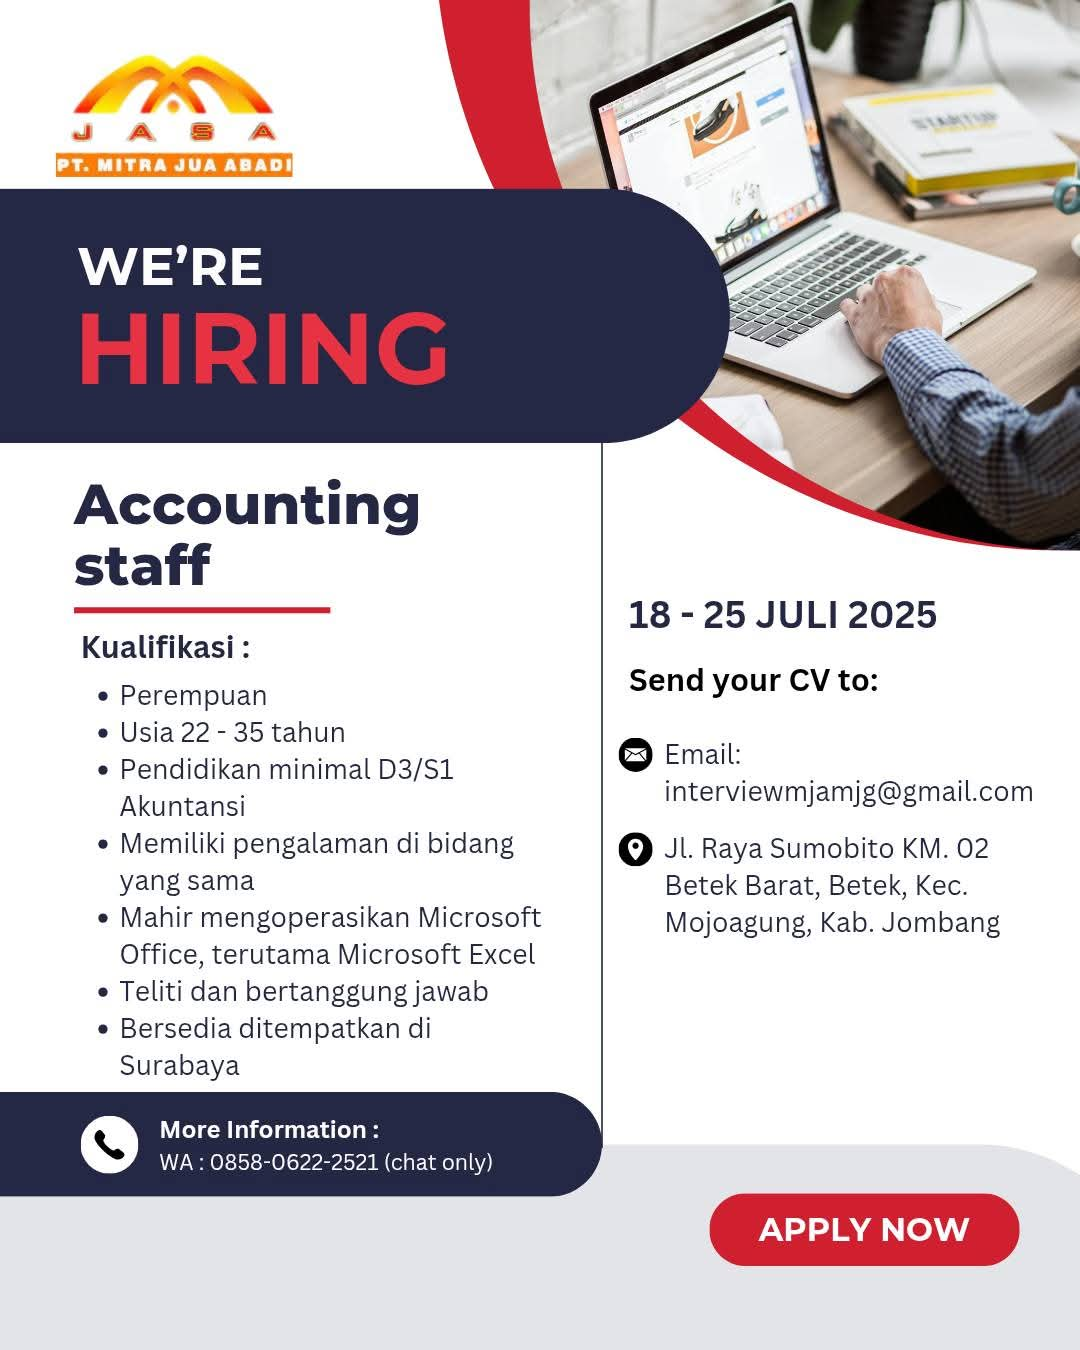 JASA
PT. MITRA JUA ABADI
WE’RE
HIRING
STARTUP
Accounting
staff
Kualifikasi :
• Perempuan
• Usia 22 - 35 tahun
• Pendidikan minimal D3/S1
Akuntansi
• Memiliki pengalaman di bidang
yang sama
• Mahir mengoperasikan Microsoft
Office, terutama Microsoft Excel
• Teliti dan bertanggung jawab
• Bersedia ditempatkan di
Surabaya
More Information :
WA : 0858-0622-2521 (chat only)
18 - 25 JULI 2025
Send your CV to:
Email:
interviewmjamjg@gmail.com
Jl. Raya Sumobito KM. 02
Betek Barat, Betek, Kec.
Mojoagung, Kab. Jombang
APPLY NOW